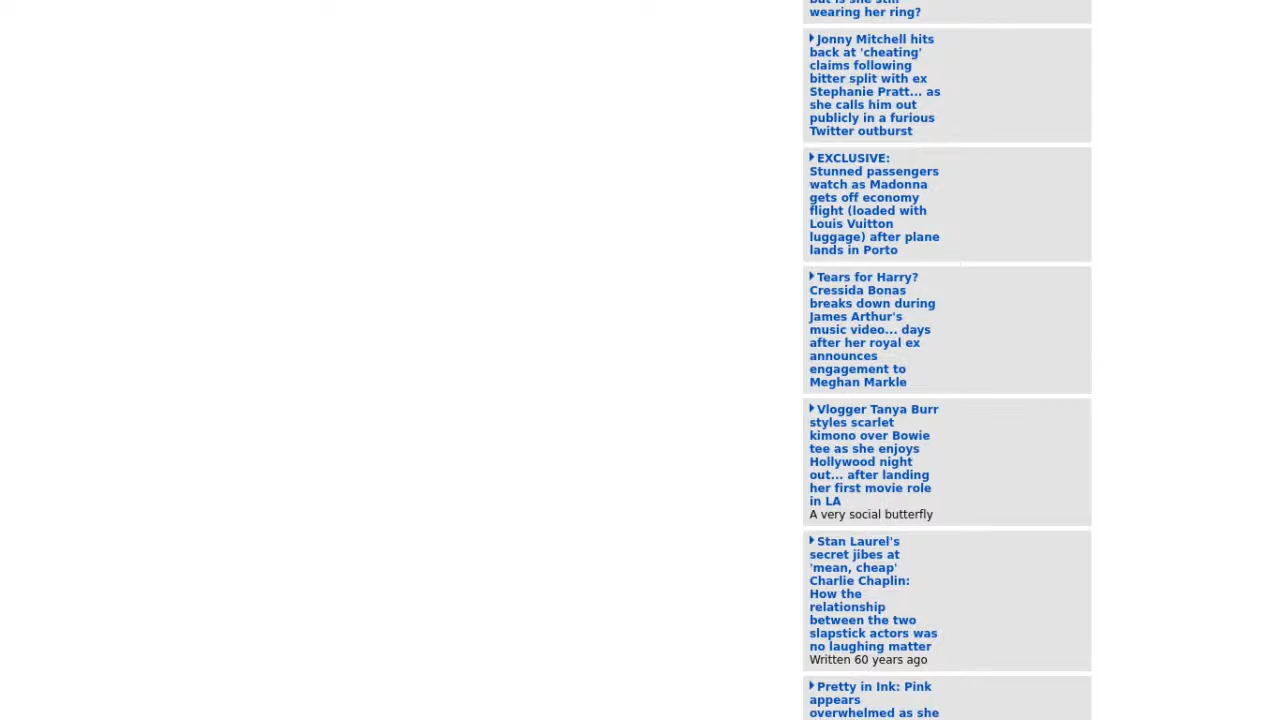 wearing her ring?
Jonny Mitchell hits
back at 'cheating'
claims following
bitter split with ex
Stephanie Pratt... as
she calls him out
publicly in a furious
Twitter outburst
EXCLUSIVE:
Stunned passengers
watch as Madonna
gets off economy
flight (loaded with
Louis Vuitton
luggage) after plane
lands in Porto
Tears for Harry?
Cressida Bonas
breaks down during
James Arthur's
music video... days
after her royal ex
announces
engagement to
Meghan Markle
Vlogger Tanya Burr
styles scarlet
kimono over Bowie
tee as she enjoys
Hollywood night
out... after landing
her first movie role
in LA
A very social butterfly
Stan Laurel's
secret jibes at
'mean, cheap'
Charlie Chaplin:
How the
relationship
between the two
slapstick actors was
no laughing matter
Written 60 years ago
Pretty in Ink: Pink
appears
overwhelmed as she